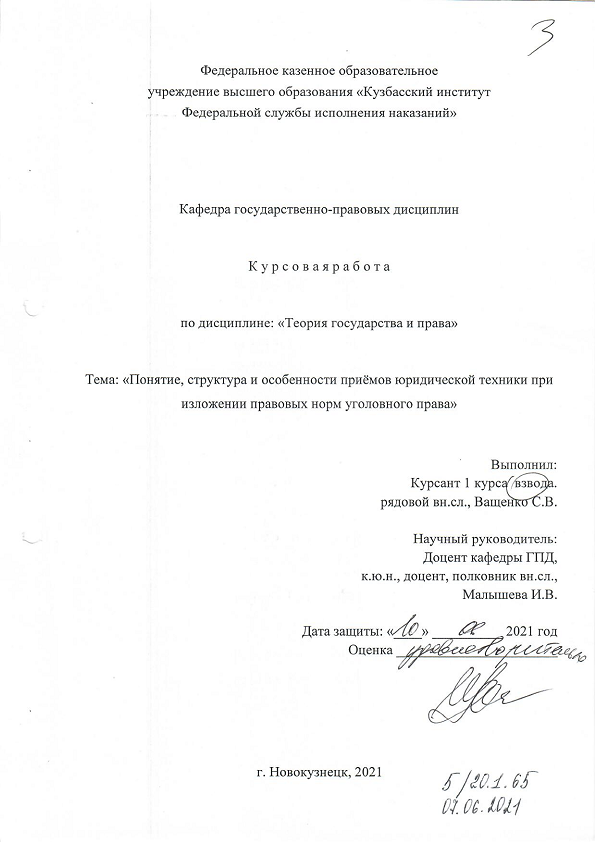 3
Федеральное казенное образовательное
учреждение высшего образования «Кузбасский институт
Федеральной службы исполнения наказаний»
Кафедра государственно-правовых дисциплин
К у р с о в а я р а б о т а
по дисциплине: «Теория государства и права»
Тема: «Понятие, структура и особенности приёмов юридической техники при
изложении правовых норм уголовного права»
Выполнил:
Курсант 1 курса взвода.
рядовой вн.сл., Ващенко С.В.
Научный руководитель:
Доцент кафедры ГПД,
к.ю.н., доцент, полковник вн.сл.,
Малышева И.В.
Дата защиты: «10» 2021 год
Оценка удовлетворительно
г. Новокузнецк, 2021
5/20.1.65
07.06.2021